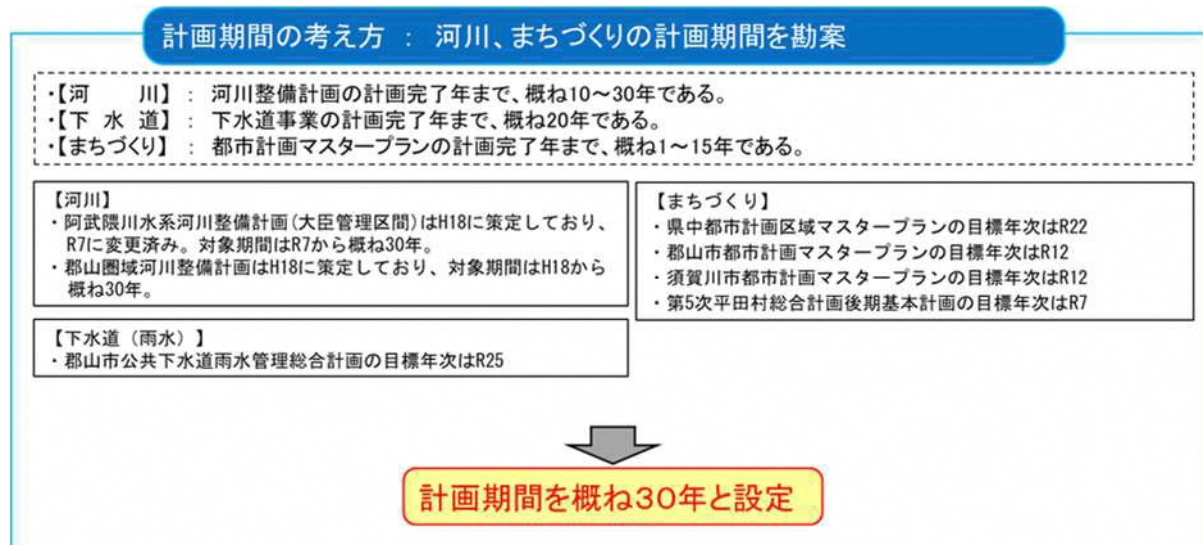 計画期間の考え方 ： 河川、まちづくりの計画期間を勘案
・【河　　川】 ： 河川整備計画の計画完了年まで、概ね10～30年である。
・【下 水 道】 ： 下水道事業の計画完了年まで、概ね20年である。
・【まちづくり】 ： 都市計画マスタープランの計画完了年まで、概ね1～15年である。
【河川】
・阿武隈川水系河川整備計画(大臣管理区間)はH18に策定しており、
R7に変更済み。対象期間はR7から概ね30年。
・郡山圏域河川整備計画はH18に策定しており、対象期間はH18から
概ね30年。
【下水道（雨水）】
・郡山市公共下水道雨水管理総合計画の目標年次はR25
【まちづくり】
・県中都市計画区域マスタープランの目標年次はR22
・郡山市都市計画マスタープランの目標年次はR12
・須賀川市都市計画マスタープランの目標年次はR12
・第5次平田村総合計画後期基本計画の目標年次はR7
計画期間を概ね30年と設定